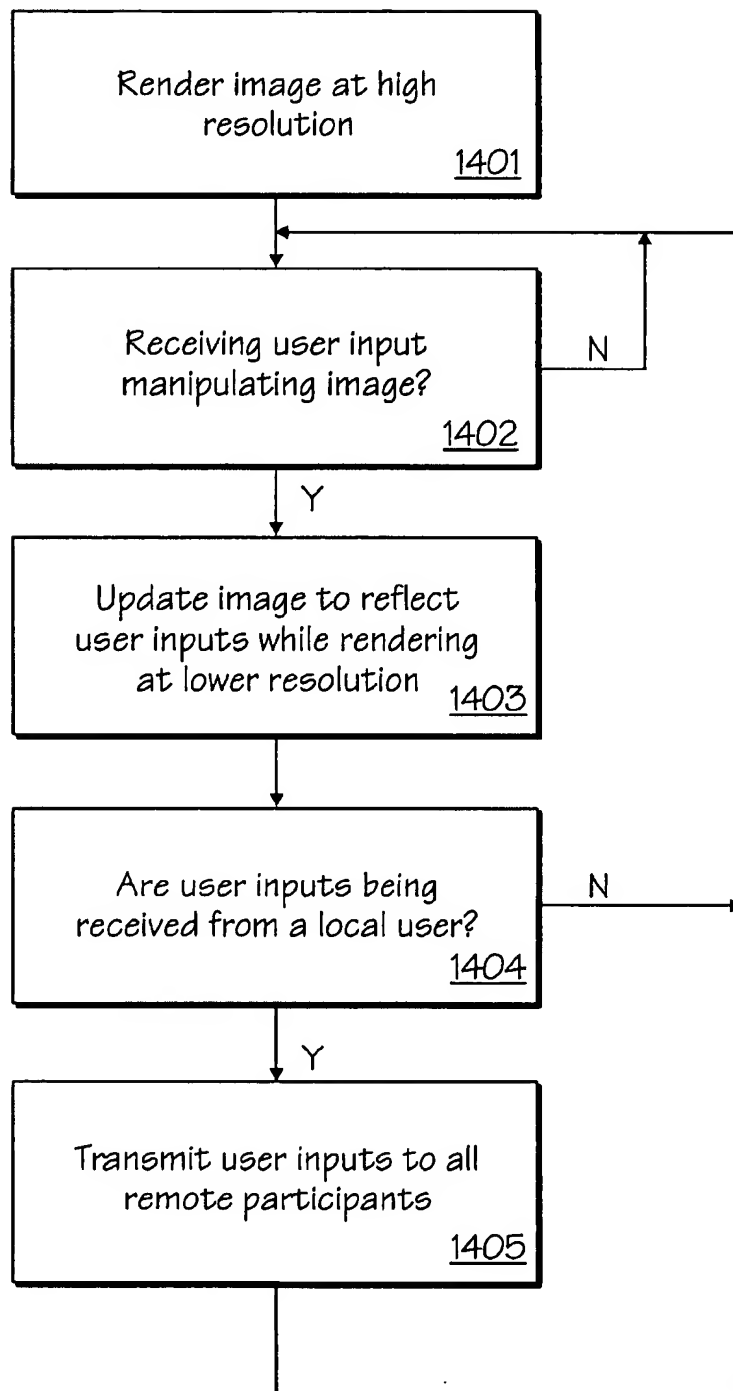 Render image at high
resolution
1401
Receiving user input
manipulating image?
N
1402
Y
Update image to reflect
user inputs while rendering
at lower resolution
1403
Are user inputs being
received from a local user?
N
1404
Y
Transmit user inputs to all
remote participants
1405